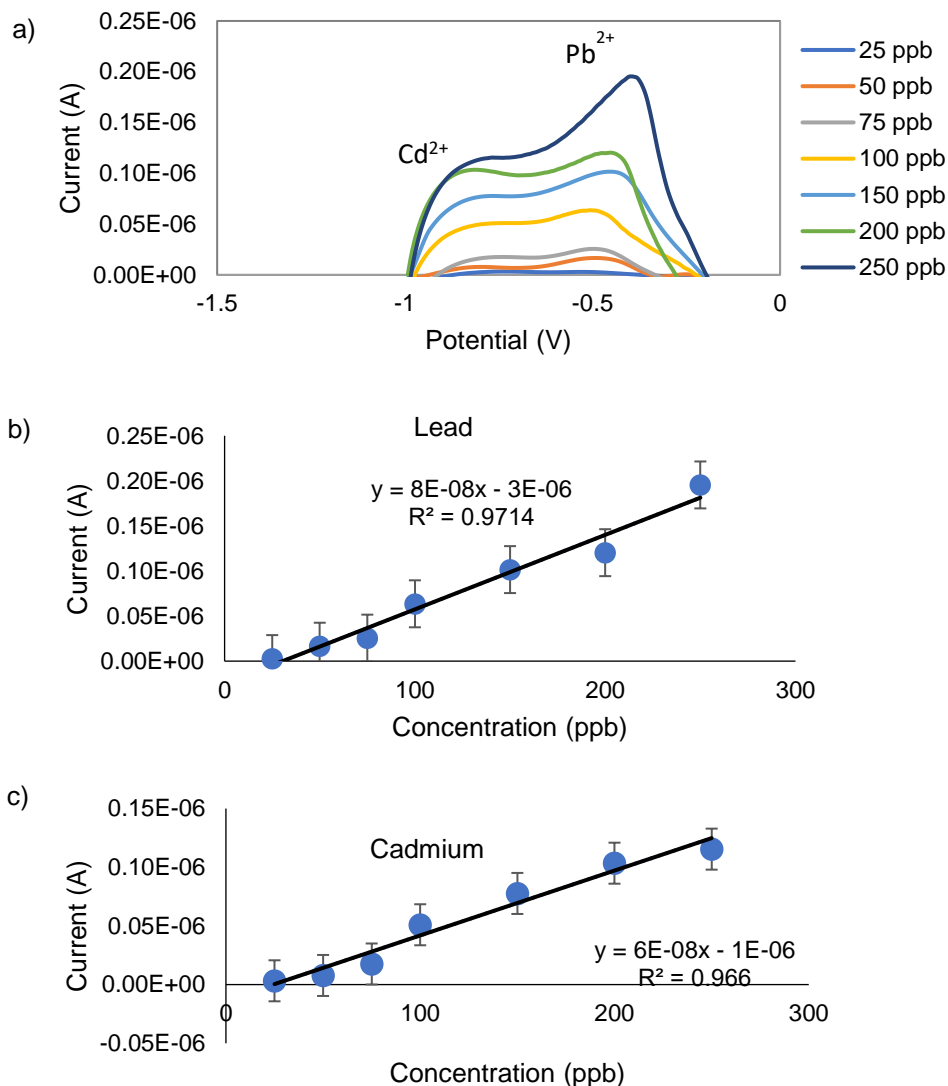 a)
0.25E-06
0.20E-06
0.15E-06
0.10E-06
0.05E-06
0.00E+00
Current (A)
Cd²⁺
Pb²⁺
-1.5
-1
-0.5
0
Potential (V)
25 ppb
50 ppb
75 ppb
100 ppb
150 ppb
200 ppb
250 ppb
b)
Lead
0.25E-06
0.20E-06
0.15E-06
0.10E-06
0.05E-06
0.00E+00
Current (A)
y = 8E-08x - 3E-06
R² = 0.9714
0
100
200
300
Concentration (ppb)
c)
Cadmium
0.15E-06
0.10E-06
0.05E-06
0.00E+00
-0.05E-06
Current (A)
y = 6E-08x - 1E-06
R² = 0.966
0
100
200
300
Concentration (ppb)